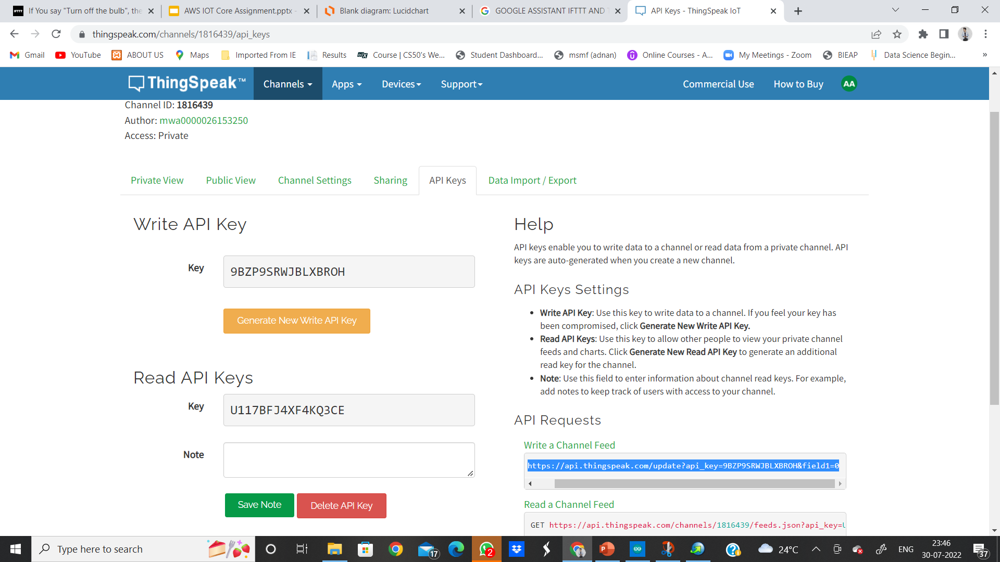 IFTTT If You say "Turn off the bulb", the
AWS IOT Core Assignment.pptx -
Blank diagram: Lucidchart
GOOGLE ASSISTANT IFTTT AND T
API Keys - ThingSpeak IoT
thingspeak.com/channels/1816439/api_keys
Gmail
YouTube
ABOUT US
Maps
Imported From IE
Results
edX Course | CS50's We...
Student Dashboard...
msmf (adnan)
Online Courses - A...
My Meetings - Zoom
BIEAP
Data Science Begin...
»
ThingSpeak™
Channels
Apps
Devices
Support
Commercial Use
How to Buy
AA
Channel ID: 1816439
Author: mwa0000026153250
Access: Private
Private View
Public View
Channel Settings
Sharing
API Keys
Data Import / Export
Write API Key
Key
9BZP9SRWJBLXBROH
Generate New Write API Key
Read API Keys
Key
U117BFJ4XF4KQ3CE
Note
Save Note
Delete API Key
Help
API keys enable you to write data to a channel or read data from a private channel. API
keys are auto-generated when you create a new channel.
API Keys Settings
• Write API Key: Use this key to write data to a channel. If you feel your key has
been compromised, click Generate New Write API Key.
• Read API Keys: Use this key to allow other people to view your private channel
feeds and charts. Click Generate New Read API Key to generate an additional
read key for the channel.
• Note: Use this field to enter information about channel read keys. For example,
add notes to keep track of users with access to your channel.
API Requests
Write a Channel Feed
https://api.thingspeak.com/update?api_key=9BZP9SRWJBLXBROH&field1=0
Read a Channel Feed
GET https://api.thingspeak.com/channels/1816439/feeds.json?api_key=U
Type here to search
17
2
24°C
ENG
23:46
30-07-2022
37